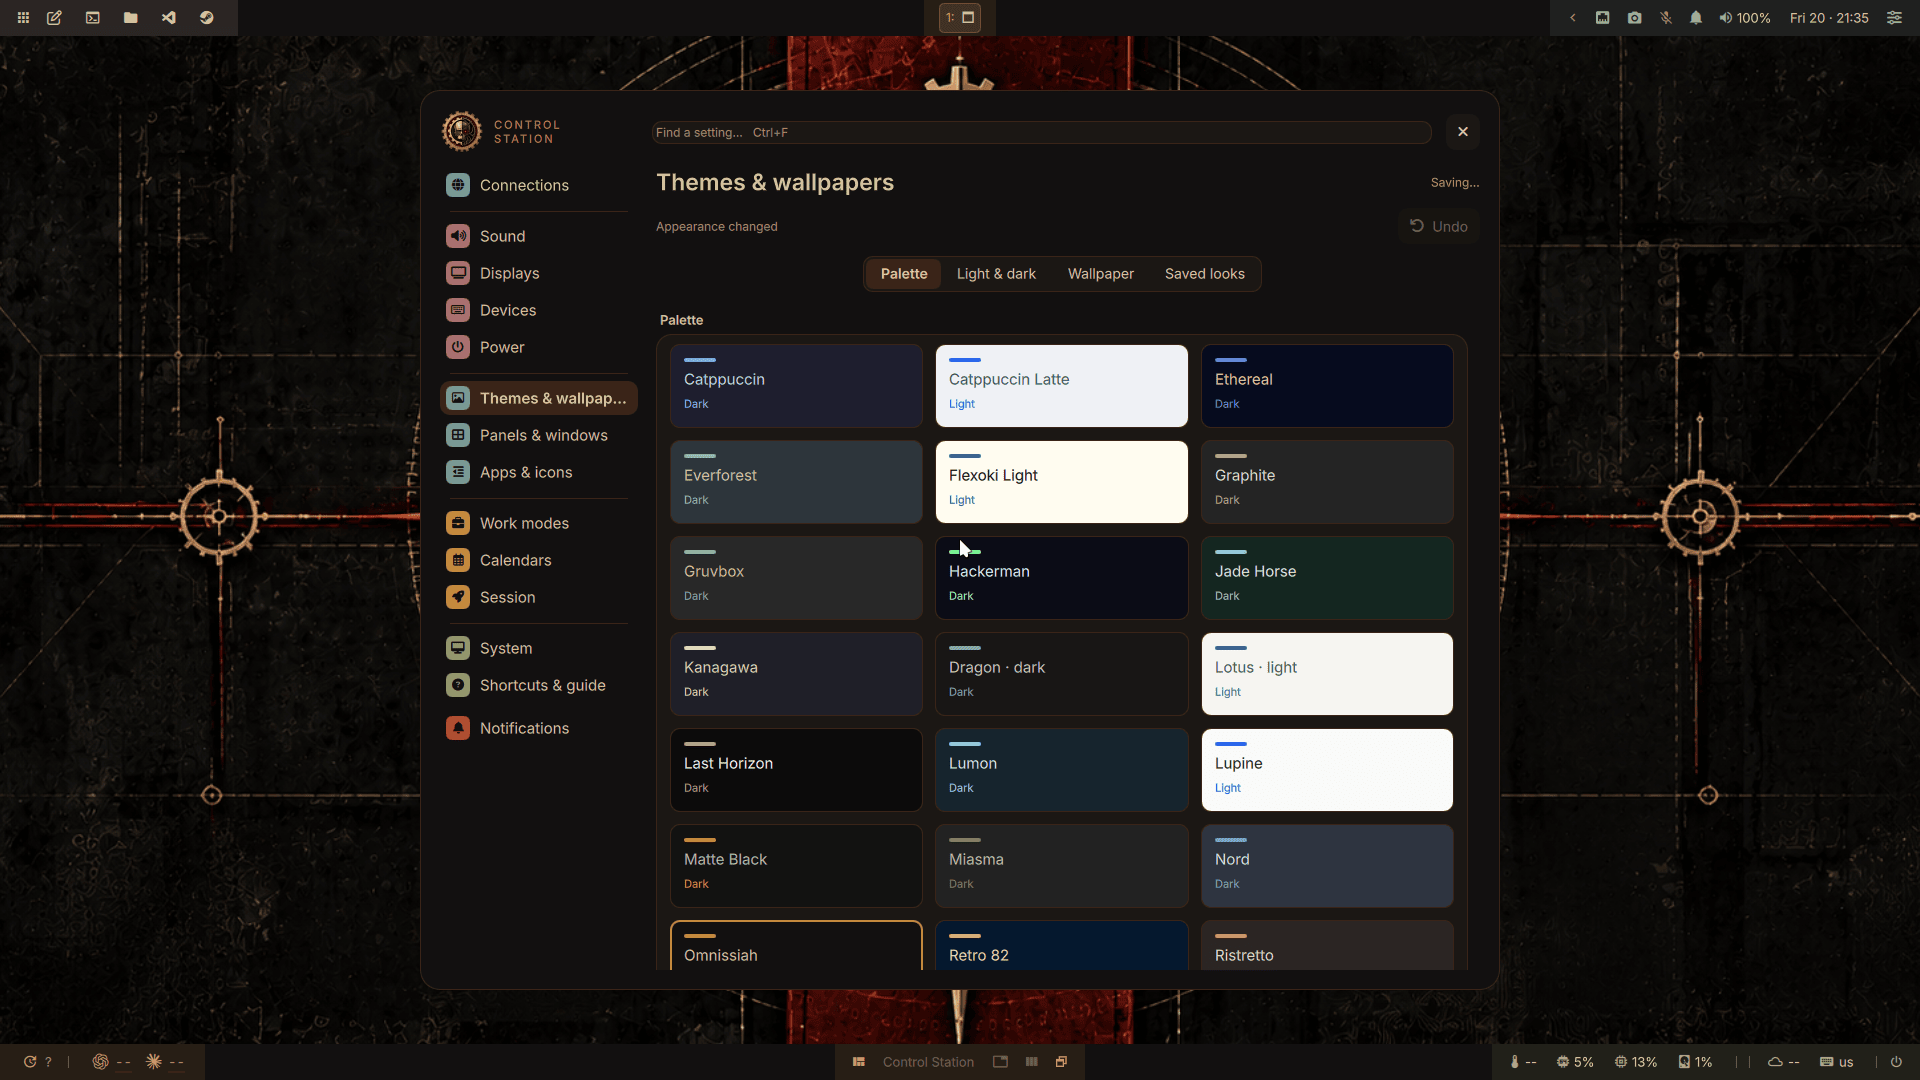 1:
100%
Fri 20 · 21:35
CONTROL
STATION
Find a setting... Ctrl+F
Connections
Sound
Displays
Devices
Power
Themes & wallpap...
Panels & windows
Apps & icons
Work modes
Calendars
Session
System
Shortcuts & guide
Notifications
Themes & wallpapers
Saving...
Appearance changed
Undo
Palette
Light & dark
Wallpaper
Saved looks
Palette
Catppuccin
Dark
Catppuccin Latte
Light
Ethereal
Dark
Everforest
Dark
Flexoki Light
Light
Graphite
Dark
Gruvbox
Dark
Hackerman
Dark
Jade Horse
Dark
Kanagawa
Dark
Dragon · dark
Dark
Lotus · light
Light
Last Horizon
Dark
Lumon
Dark
Lupine
Light
Matte Black
Dark
Miasma
Dark
Nord
Dark
Omnissiah
Retro 82
Ristretto
?
--
--
Control Station
--
5%
13%
1%
--
us